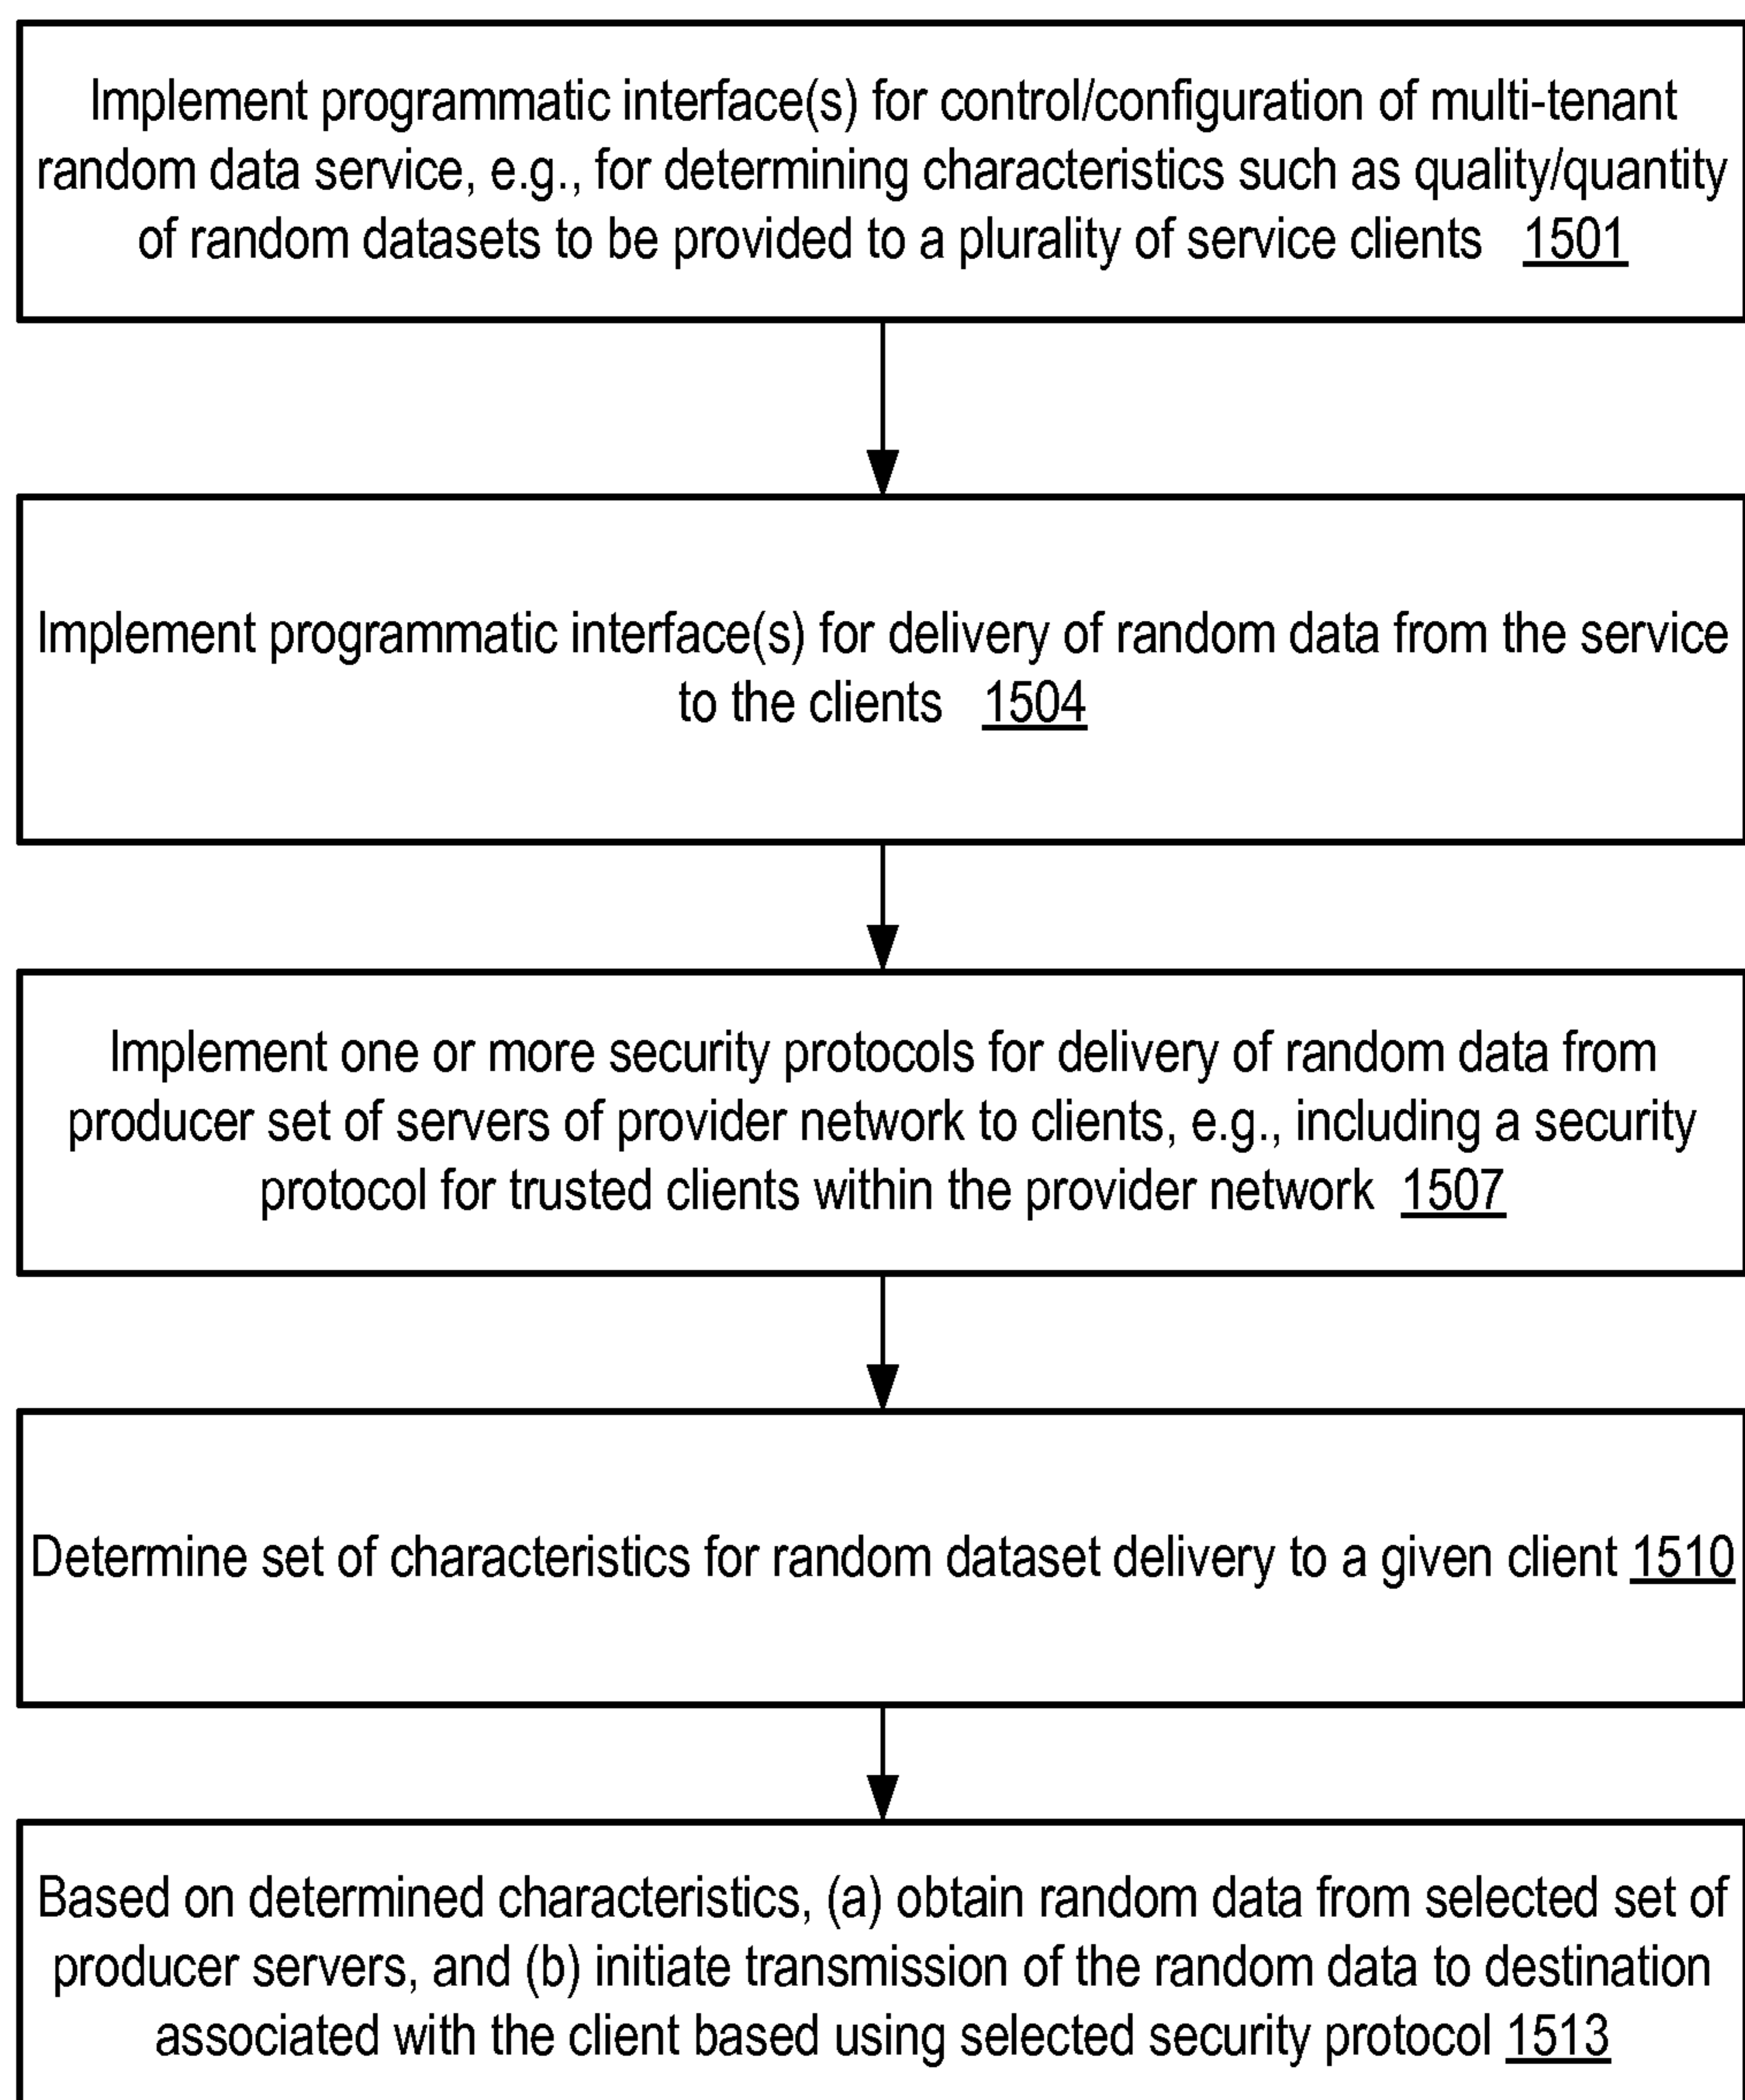 Implement programmatic interface(s) for control/configuration of multi-tenant
random data service, e.g., for determining characteristics such as quality/quantity
of random datasets to be provided to a plurality of service clients 1501
Implement programmatic interface(s) for delivery of random data from the service
to the clients 1504
Implement one or more security protocols for delivery of random data from
producer set of servers of provider network to clients, e.g., including a security
protocol for trusted clients within the provider network 1507
Determine set of characteristics for random dataset delivery to a given client 1510
Based on determined characteristics, (a) obtain random data from selected set of
producer servers, and (b) initiate transmission of the random data to destination
associated with the client based using selected security protocol 1513